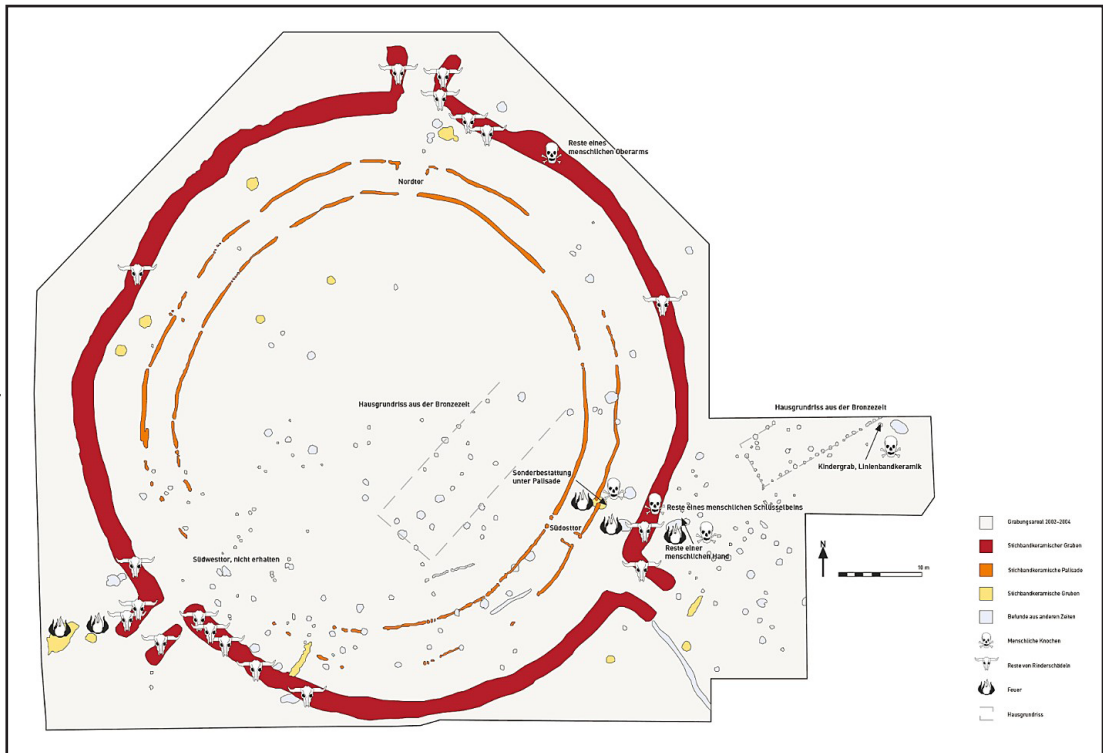 Reste eines
menschlichen Oberarms
Nordtor
Hausgrundriss aus der Bronzezeit
Hausgrundriss aus der Bronzezeit
Kindergrab, Linienbandkeramik
Sonderbestattung
unter Palisade
Reste eines menschlichen Schlüsselbeins
Südosttor
Reste einer
menschlichen Hand
Südwesttor, nicht erhalten
N
10 m
Grabungsareal 2002–2004
Stichbandkeramischer Graben
Stichbandkeramische Palisade
Stichbandkeramische Gruben
Befunde aus anderen Zeiten
Menschliche Knochen
Reste von Rinderschädeln
Feuer
Hausgrundriss